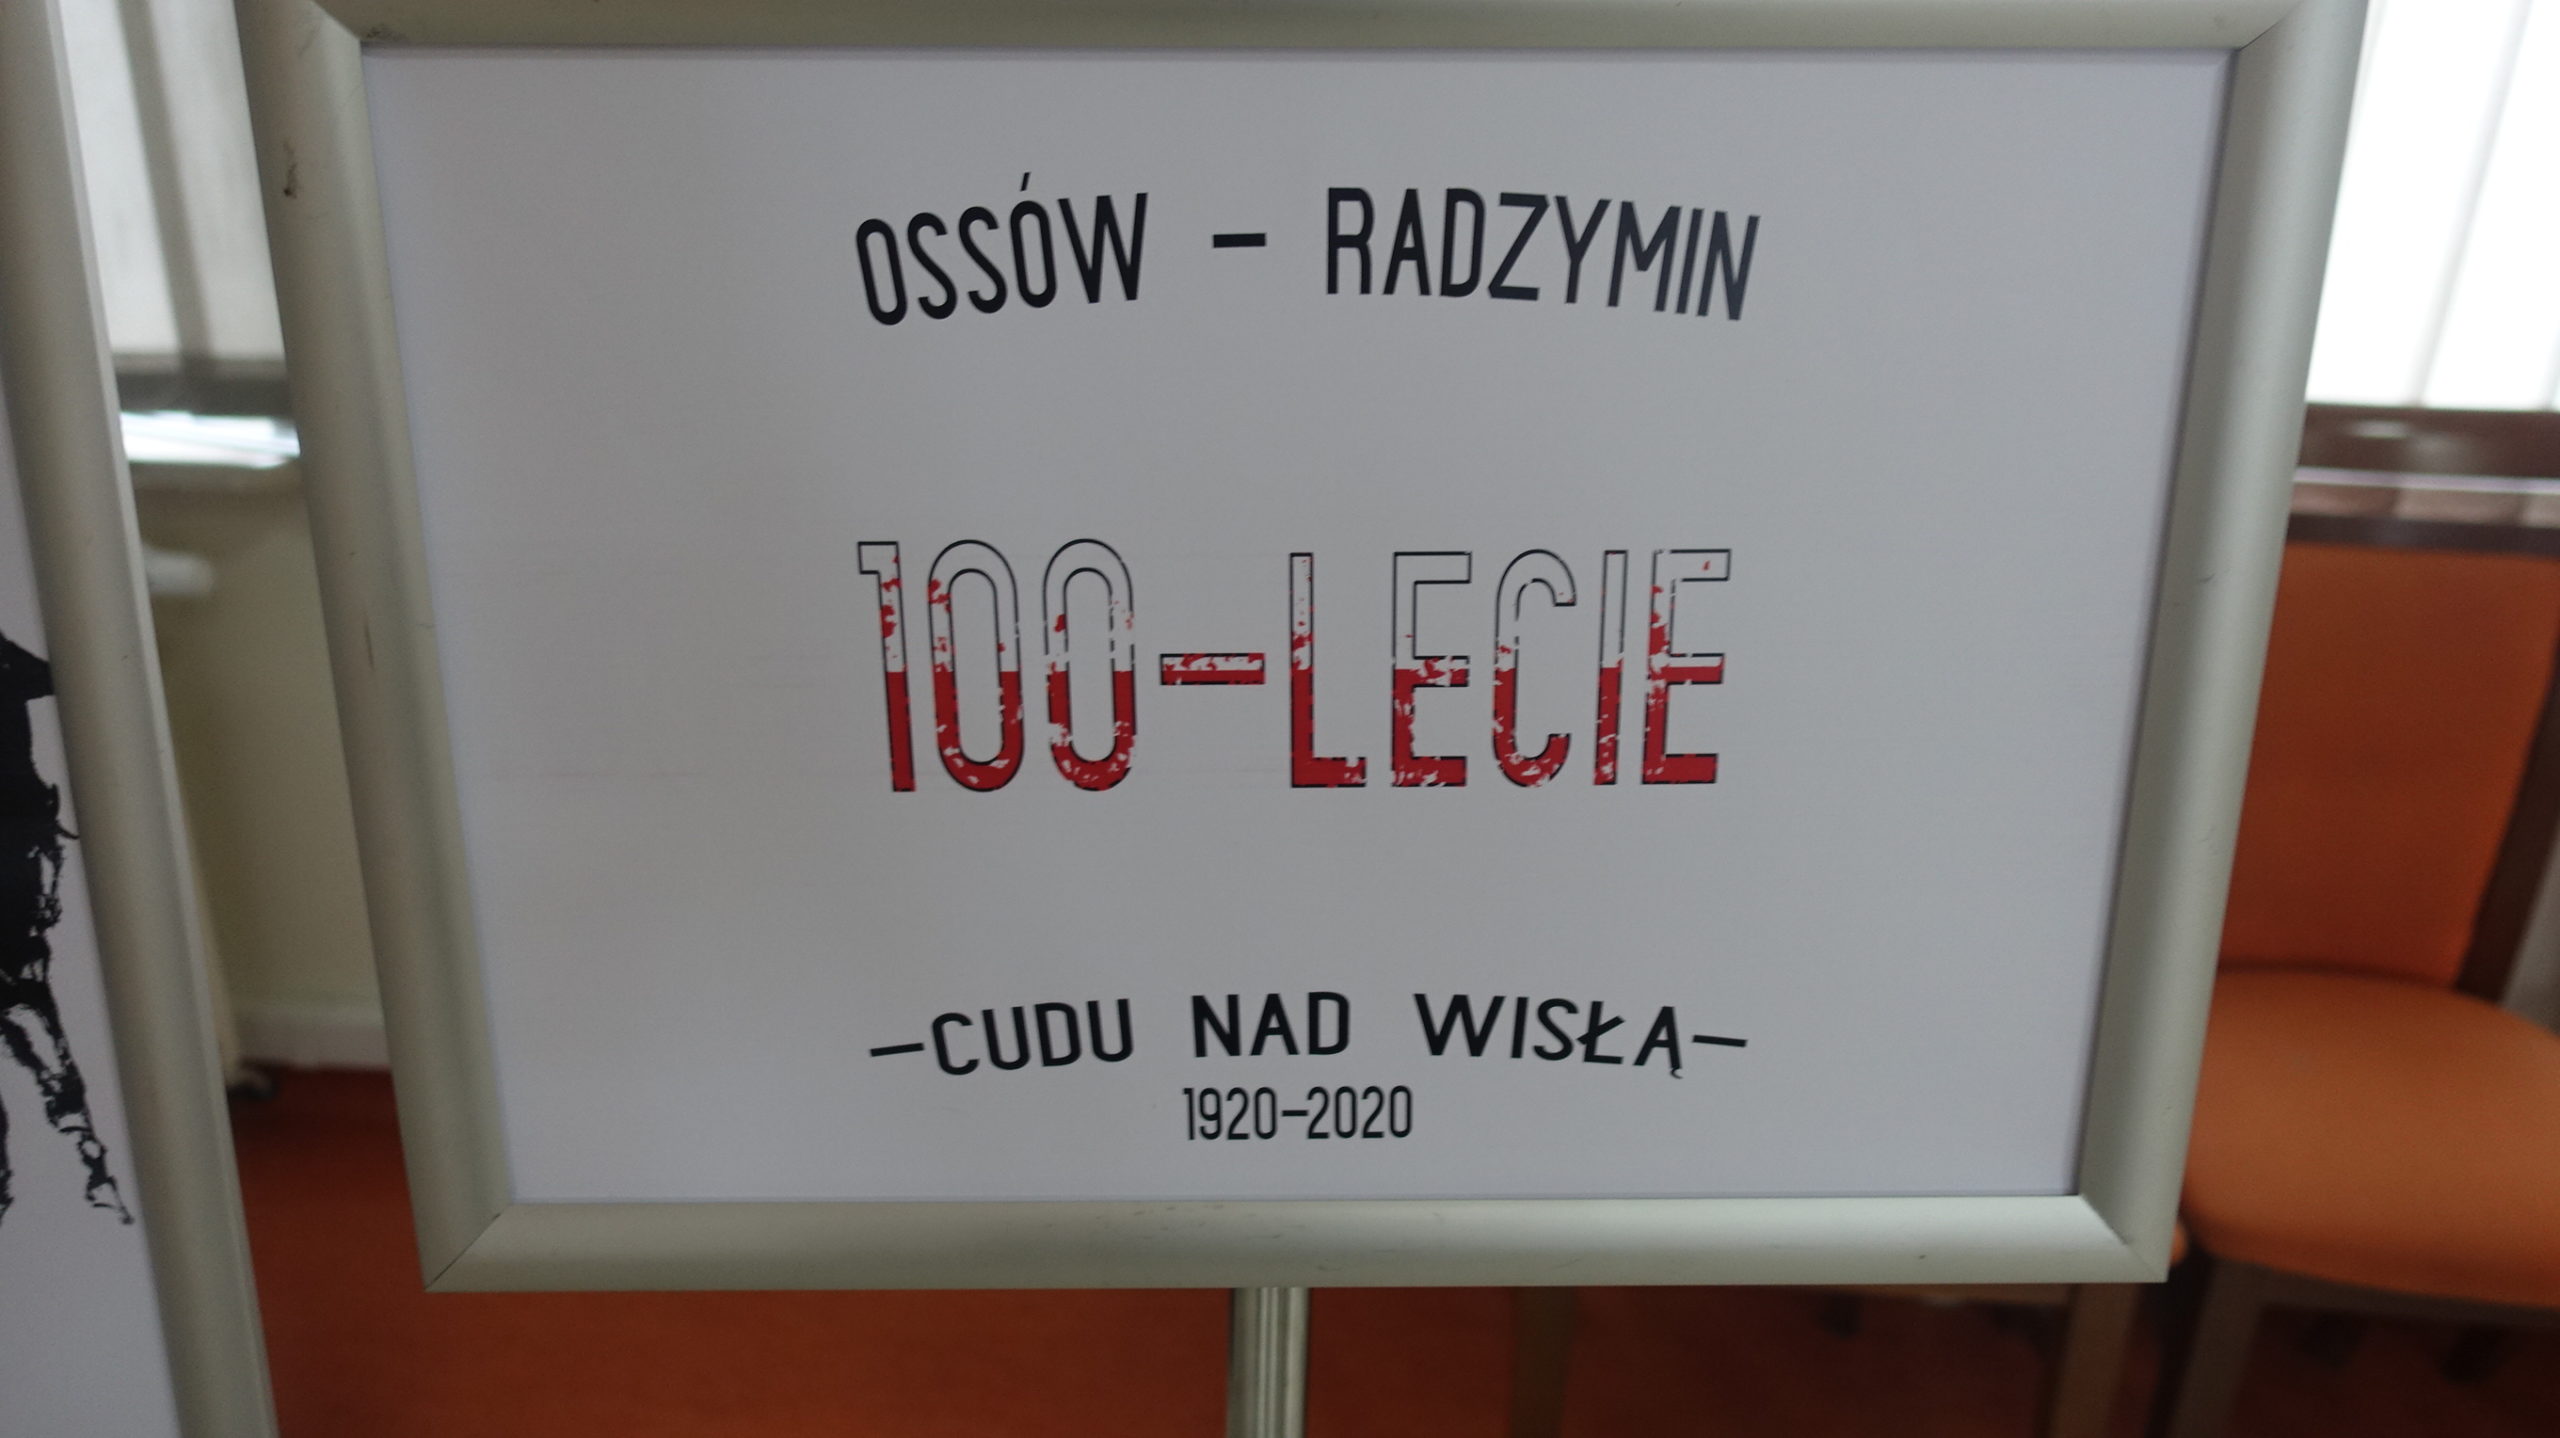 OSSÓW - RADZYMIN
100-LECIE
-CUDU NAD WISŁĄ-
1920-2020